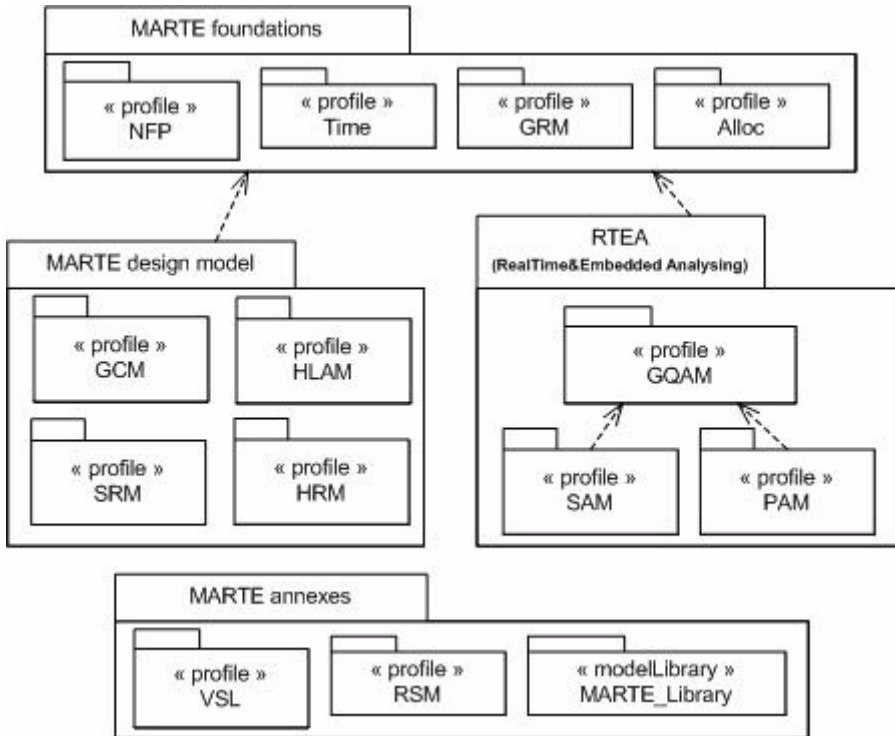 MARTE foundations
« profile »
NFP
« profile »
Time
« profile »
GRM
« profile »
Alloc
MARTE design model
« profile »
GCM
« profile »
HLAM
« profile »
SRM
« profile »
HRM
RTEA
(RealTime&Embedded Analysing)
« profile »
GQAM
« profile »
SAM
« profile »
PAM
MARTE annexes
« profile »
VSL
« profile »
RSM
« modelLibrary »
MARTE_Library